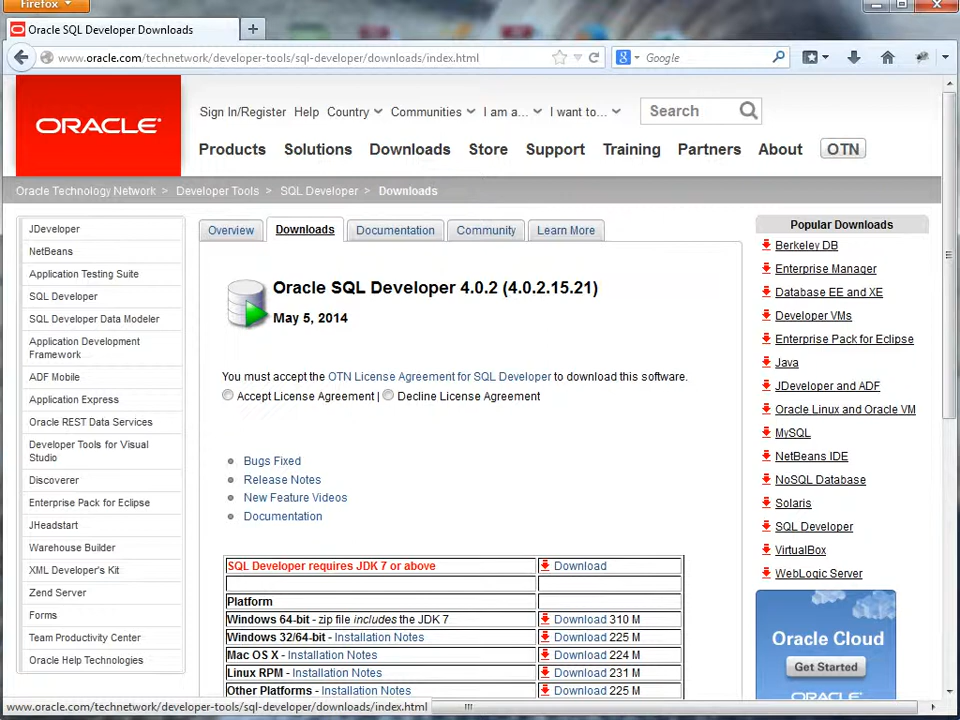 Firefox
Oracle SQL Developer Downloads
www.oracle.com/technetwork/developer-tools/sql-developer/downloads/index.html
Google
ORACLE
Sign In/Register Help Country Communities I am a... I want to... Search
Products Solutions Downloads Store Support Training Partners About OTN
Oracle Technology Network > Developer Tools > SQL Developer > Downloads
JDeveloper
NetBeans
Application Testing Suite
SQL Developer
SQL Developer Data Modeler
Application Development
Framework
ADF Mobile
Application Express
Oracle REST Data Services
Developer Tools for Visual
Studio
Discoverer
Enterprise Pack for Eclipse
JHeadstart
Warehouse Builder
XML Developer's Kit
Zend Server
Forms
Team Productivity Center
Oracle Help Technologies
Overview Downloads Documentation Community Learn More
Oracle SQL Developer 4.0.2 (4.0.2.15.21)
May 5, 2014
You must accept the OTN License Agreement for SQL Developer to download this software.
Accept License Agreement | Decline License Agreement
Bugs Fixed
Release Notes
New Feature Videos
Documentation
SQL Developer requires JDK 7 or above Download
Platform
Windows 64-bit - zip file includes the JDK 7 Download 310 M
Windows 32/64-bit - Installation Notes Download 225 M
Mac OS X - Installation Notes Download 224 M
Linux RPM - Installation Notes Download 231 M
Other Platforms - Installation Notes Download 225 M
Popular Downloads
Berkeley DB
Enterprise Manager
Database EE and XE
Developer VMs
Enterprise Pack for Eclipse
Java
JDeveloper and ADF
Oracle Linux and Oracle VM
MySQL
NetBeans IDE
NoSQL Database
Solaris
SQL Developer
VirtualBox
WebLogic Server
Oracle Cloud
Get Started
ORACLE
www.oracle.com/technetwork/developer-tools/sql-developer/downloads/index.html